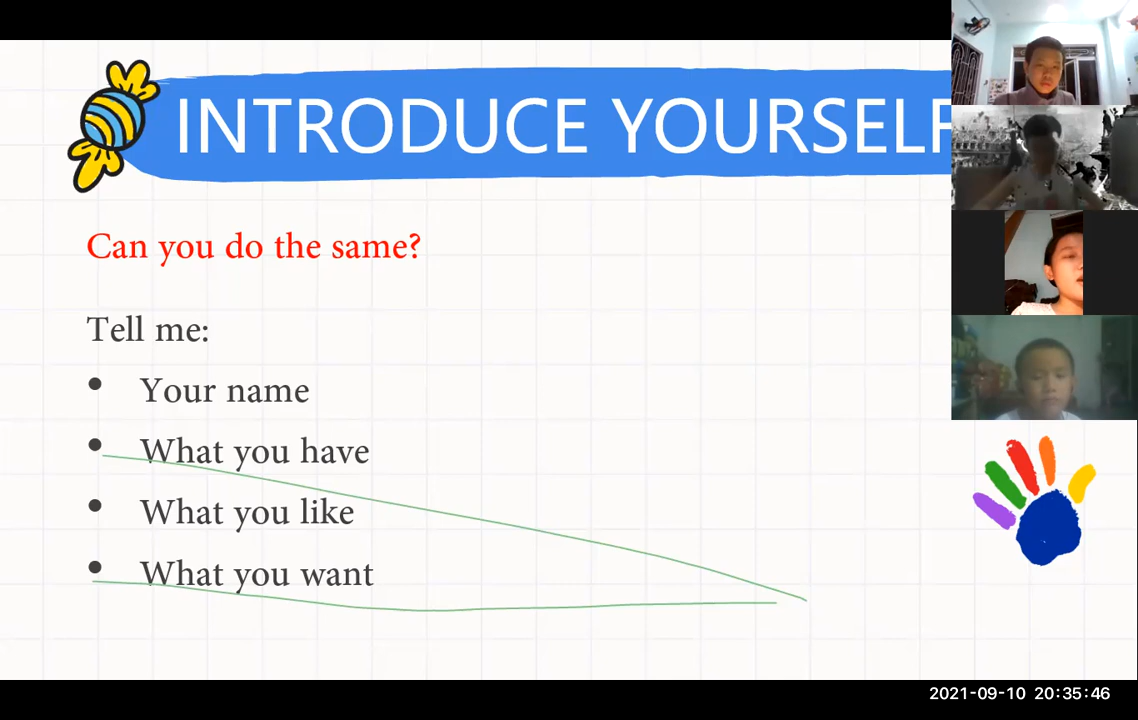 INTRODUCE YOURSELF
Can you do the same?
Tell me:
• Your name
• What you have
• What you like
• What you want
2021-09-10 20:35:46